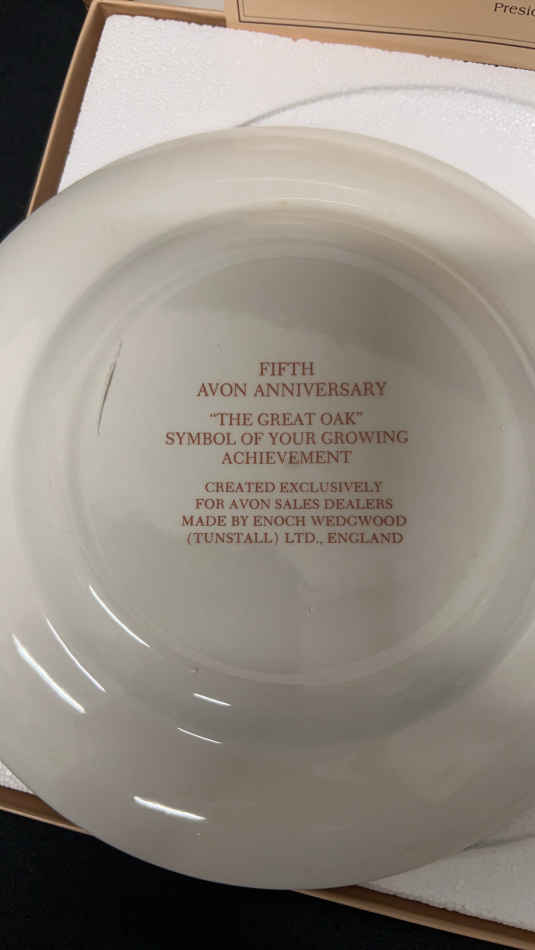 FIFTH
AVON ANNIVERSARY
“THE GREAT OAK”
SYMBOL OF YOUR GROWING
ACHIEVEMENT
CREATED EXCLUSIVELY
FOR AVON SALES DEALERS
MADE BY ENOCH WEDGWOOD
(TUNSTALL) LTD., ENGLAND